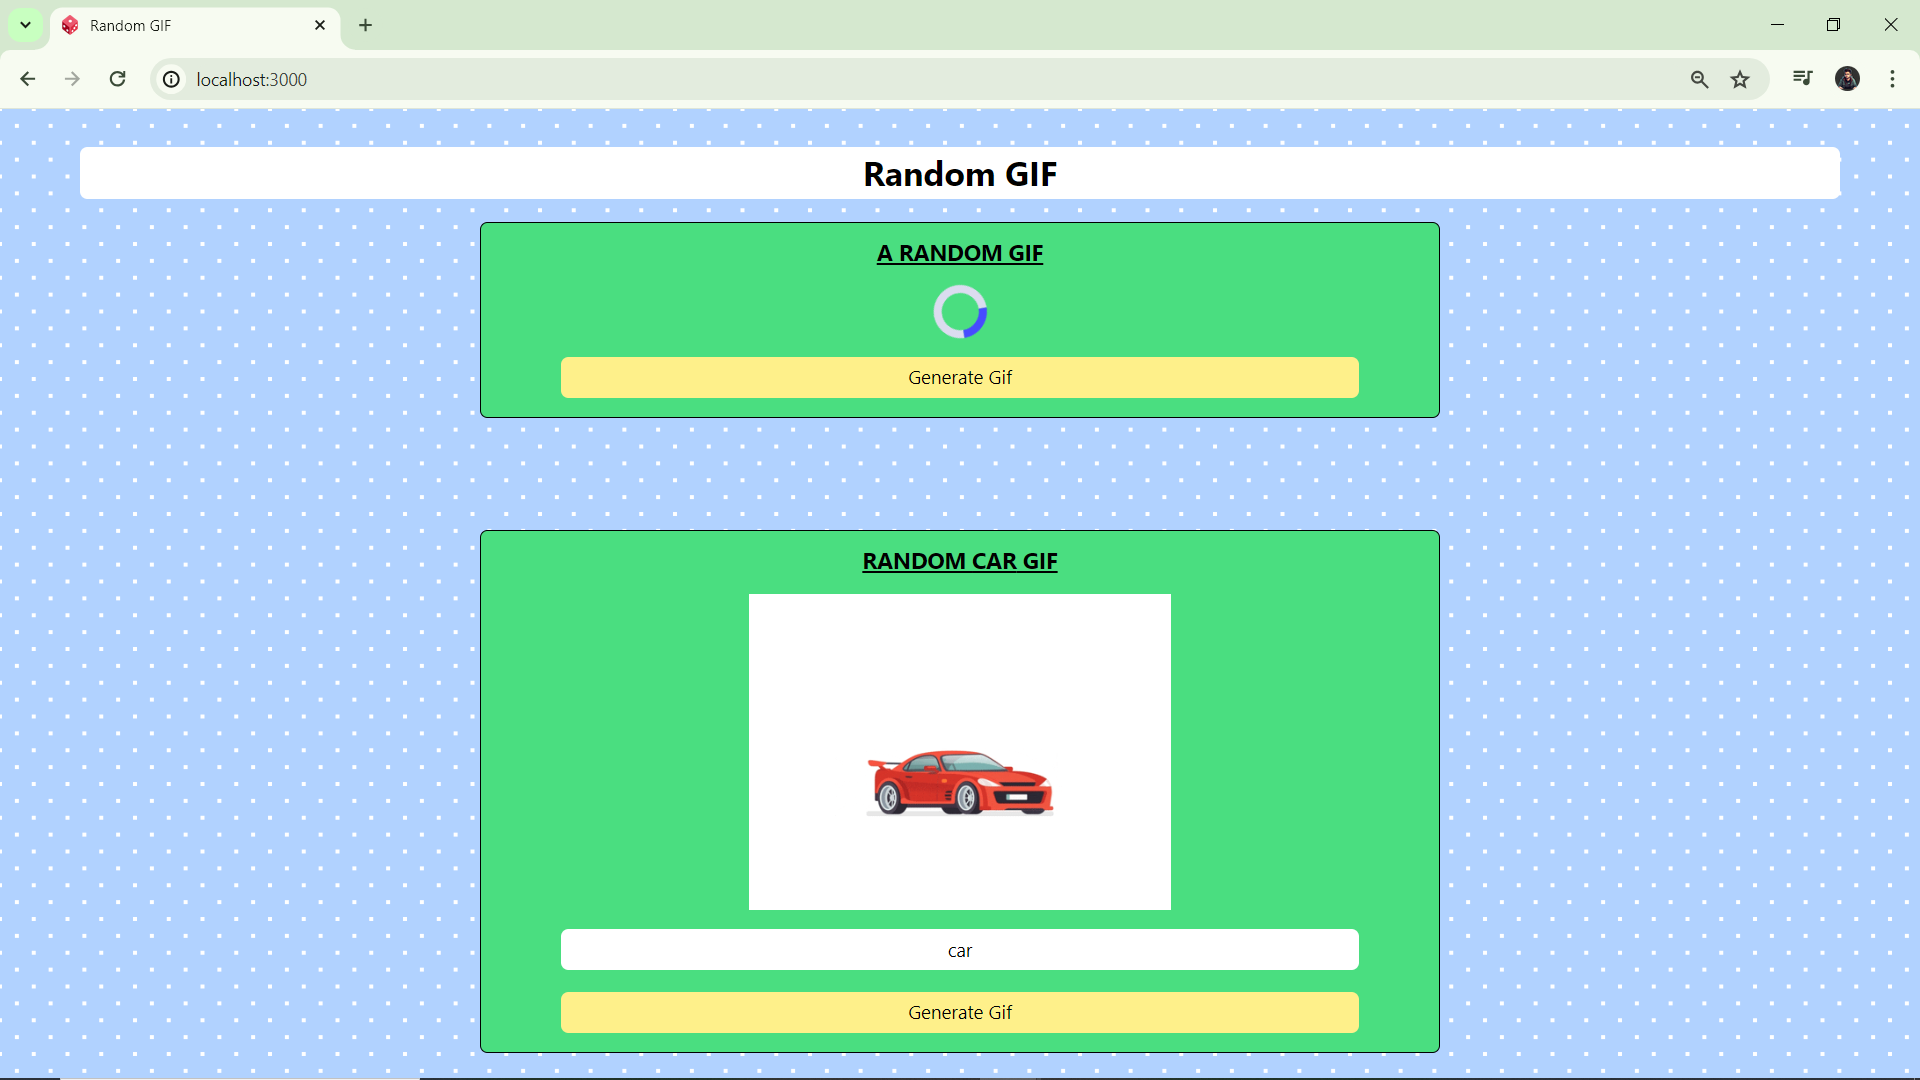 Random GIF
localhost:3000
Random GIF
A RANDOM GIF
Generate Gif
RANDOM CAR GIF
car
Generate Gif